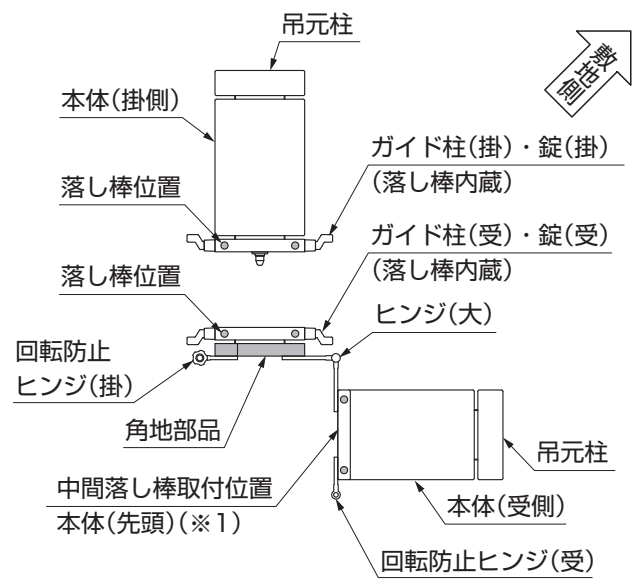 吊元柱
敷地側
本体(掛側)
ガイド柱(掛)・錠(掛)
(落し棒内蔵)
落し棒位置
ガイド柱(受)・錠(受)
(落し棒内蔵)
落し棒位置
ヒンジ(大)
回転防止
ヒンジ(掛)
角地部品
吊元柱
中間落し棒取付位置
本体(先頭)(※1)
本体(受側)
回転防止ヒンジ(受)